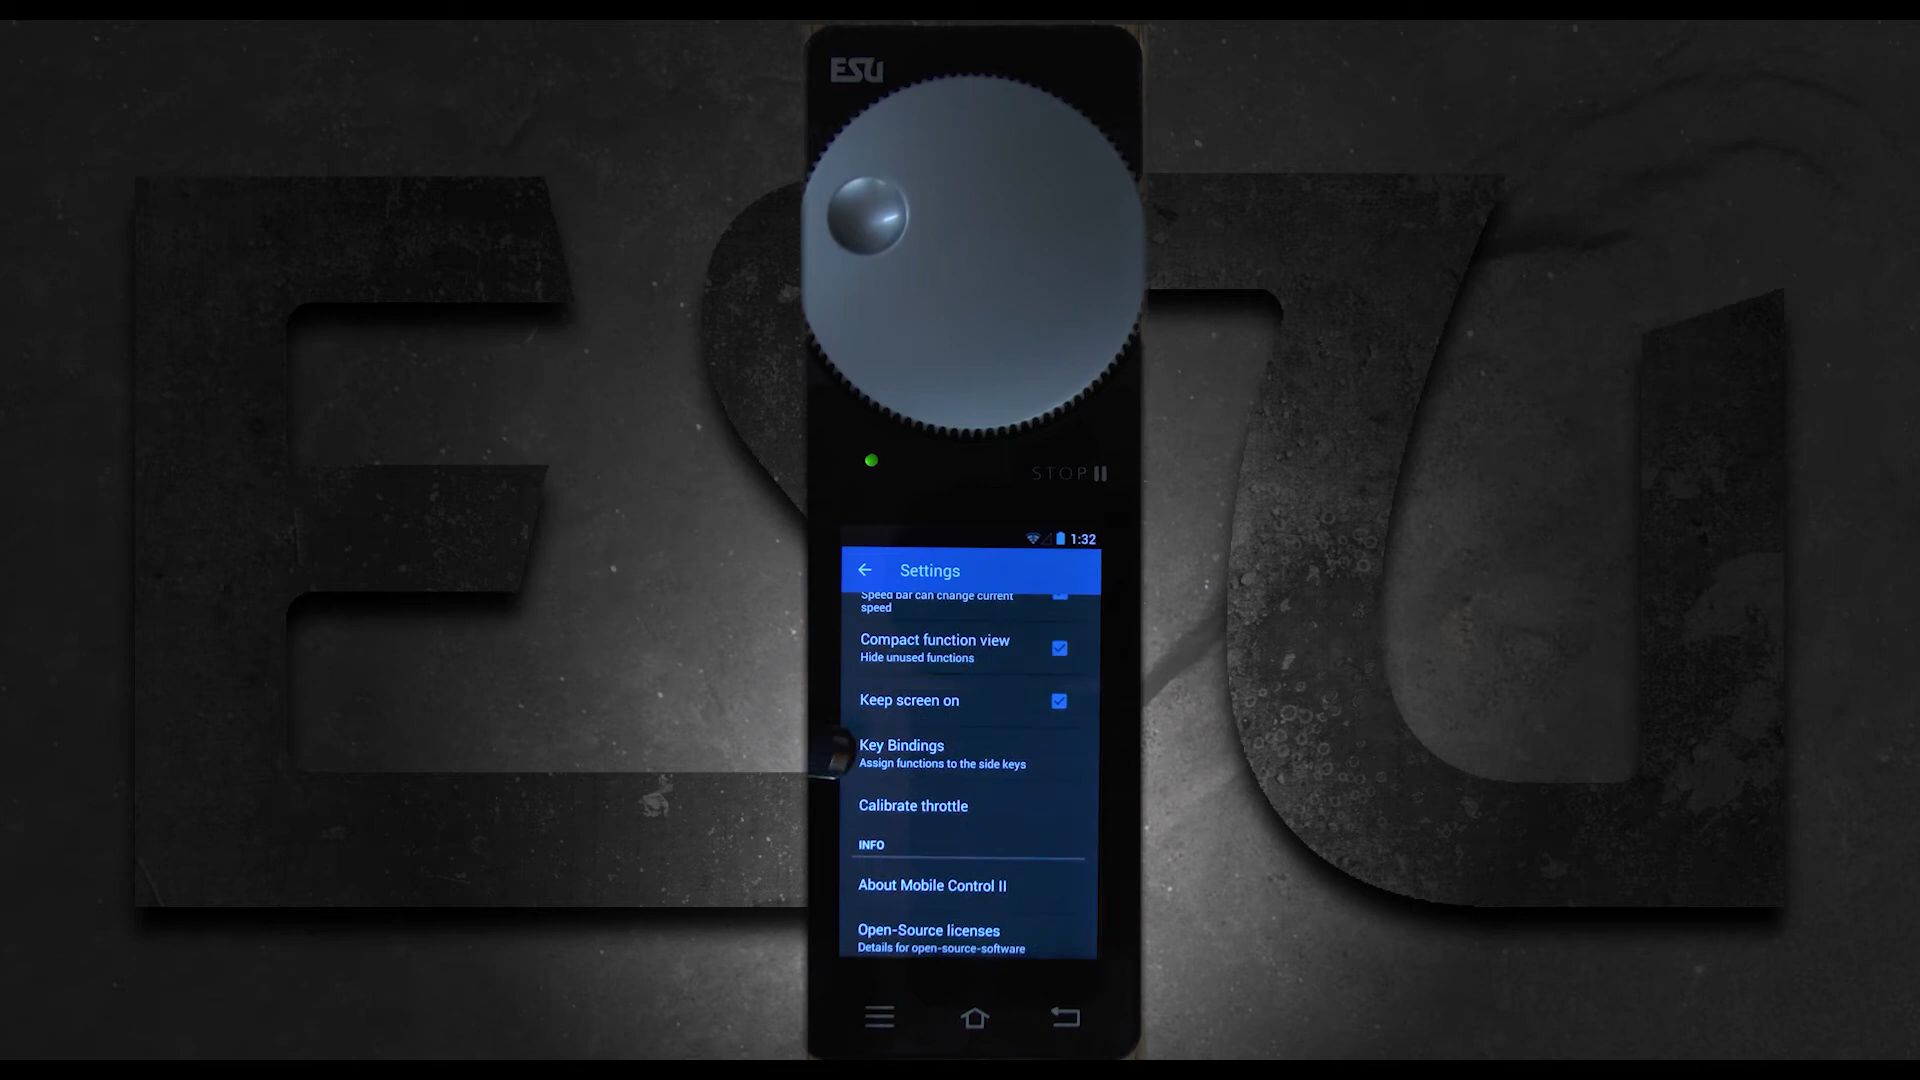 ESU
ESU
STOP
1:32
Settings
Speed bar can change current
speed
Compact function view
Hide unused functions
Keep screen on
Key Bindings
Assign functions to the side keys
Calibrate throttle
INFO
About Mobile Control II
Open-Source licenses
Details for open-source-software